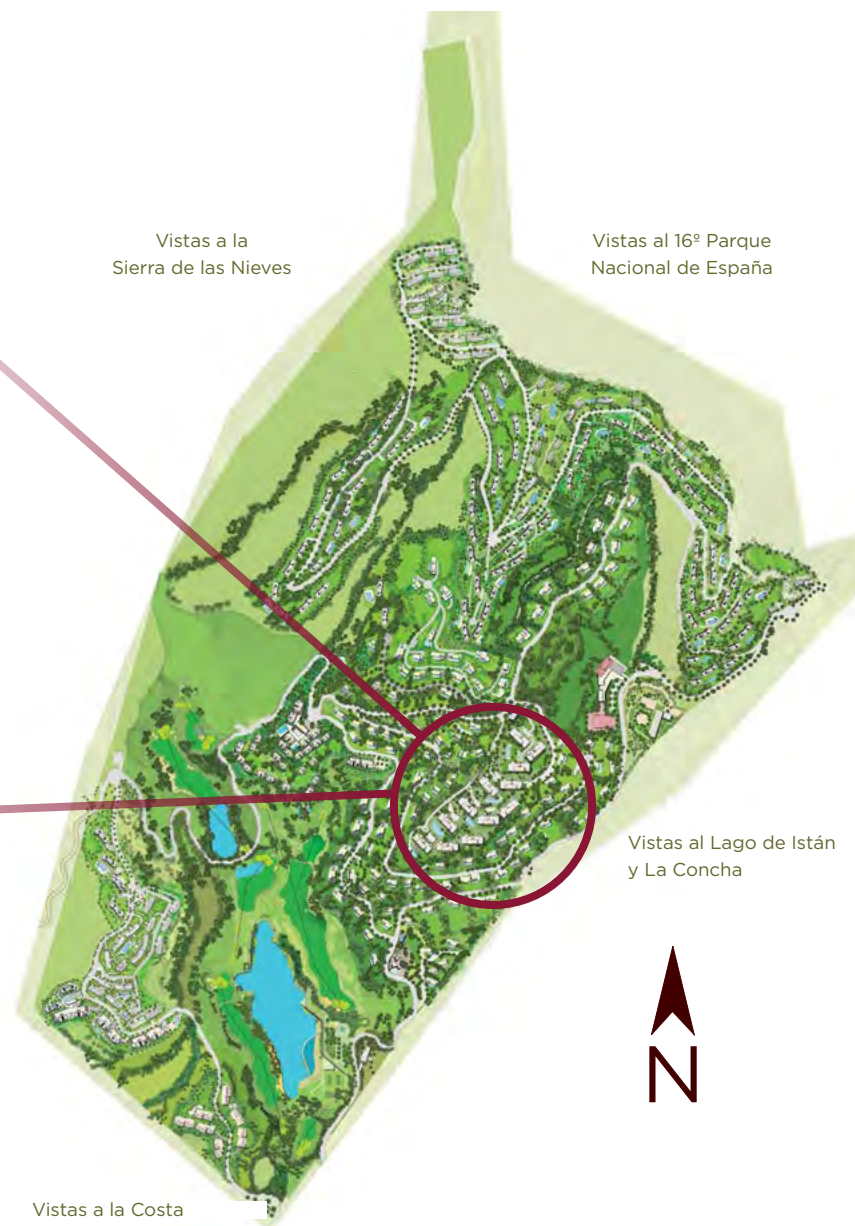 Vistas a la
Sierra de las Nieves
Vistas al 16º Parque
Nacional de España
Vistas al Lago de Istán
y La Concha
N
Vistas a la Costa